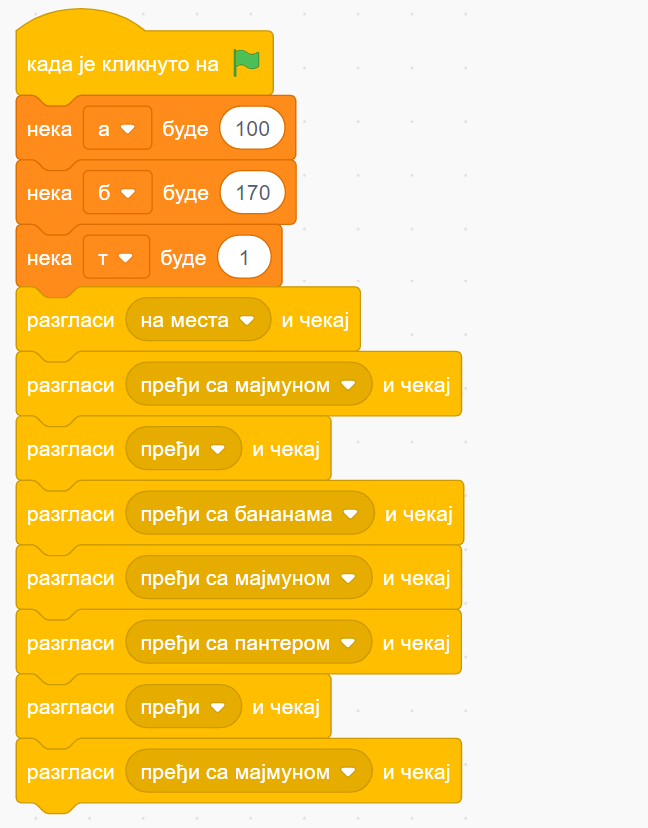 када је кликнуто на
нека а буде 100
нека б буде 170
нека т буде 1
разгласи на места и чекај
разгласи пређи са мајмуном и чекај
разгласи пређи и чекај
разгласи пређи са бананама и чекај
разгласи пређи са мајмуном и чекај
разгласи пређи са пантером и чекај
разгласи пређи и чекај
разгласи пређи са мајмуном и чекај